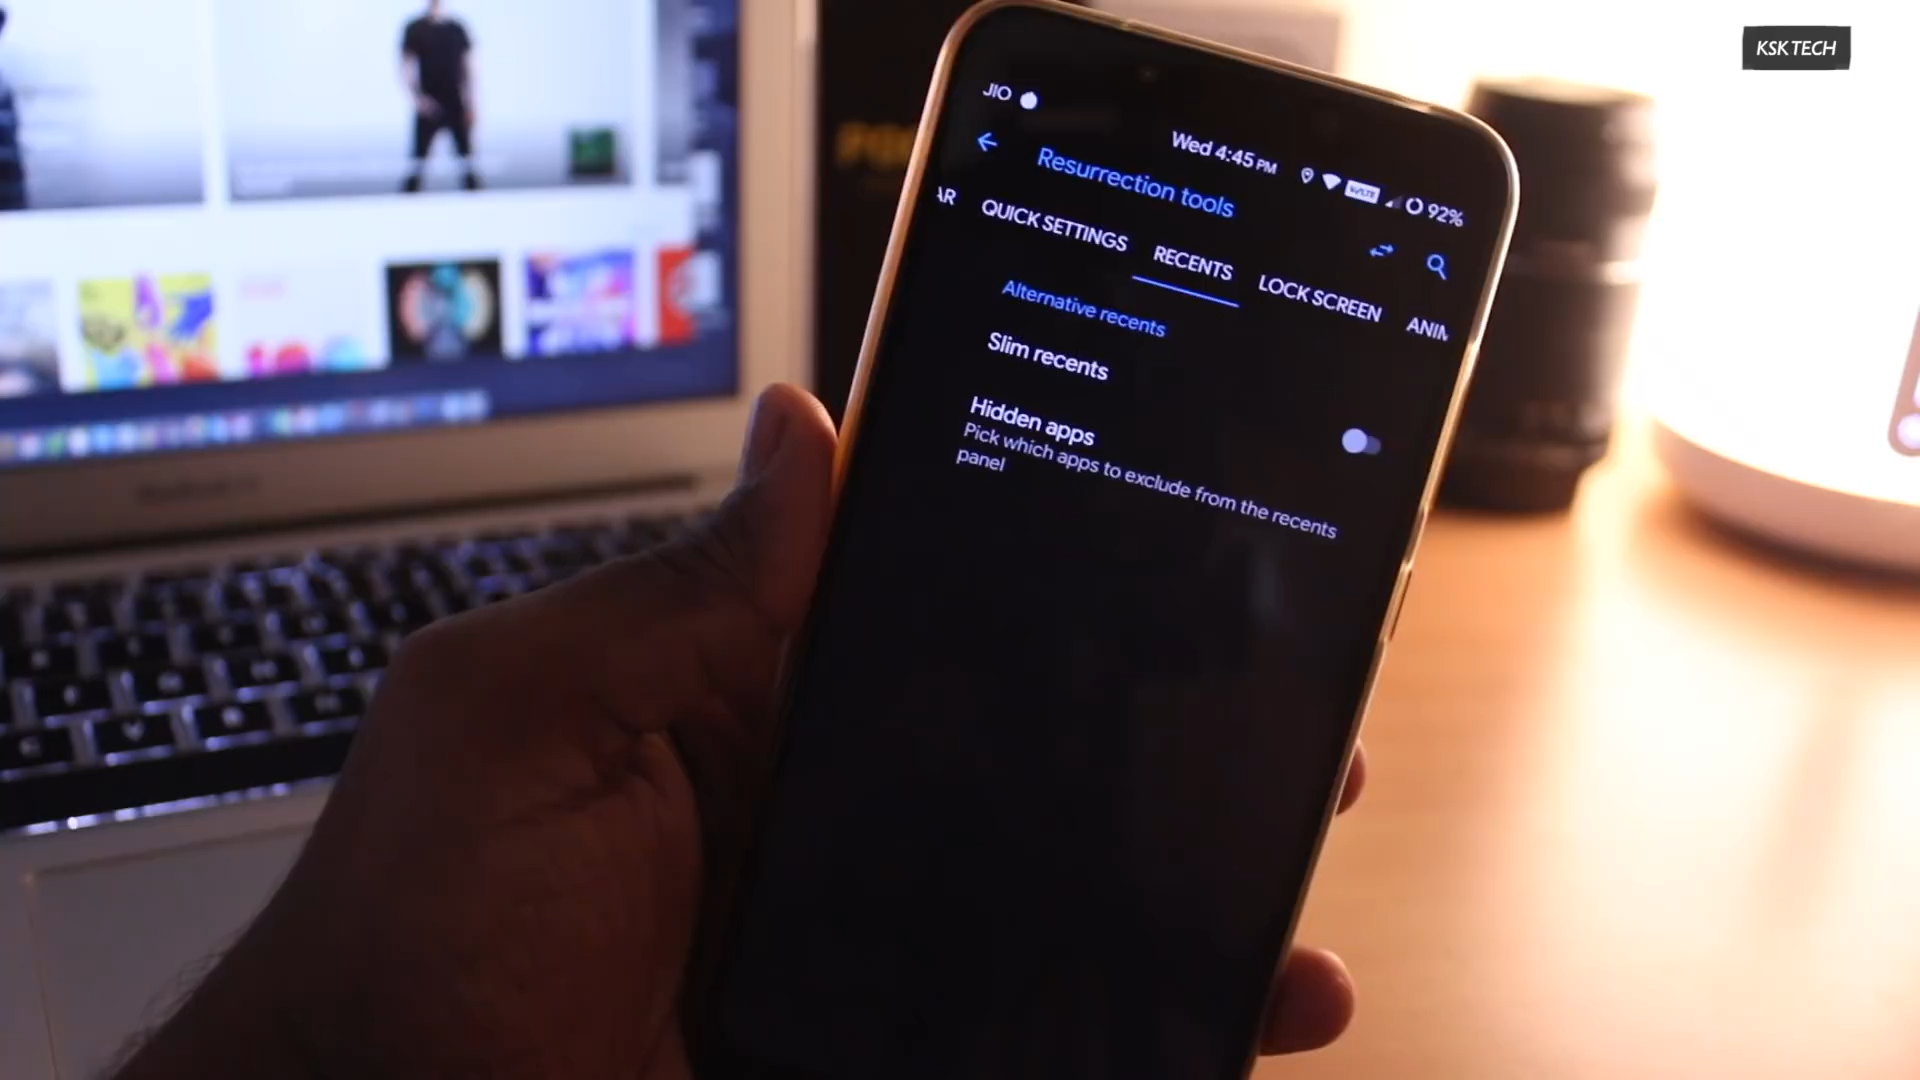 KSK TECH
JIO
Wed 4:45 PM
VoLTE
92%
Resurrection tools
AR
QUICK SETTINGS
RECENTS
LOCK SCREEN
ANIM
Alternative recents
Slim recents
Hidden apps
Pick which apps to exclude from the recents
panel